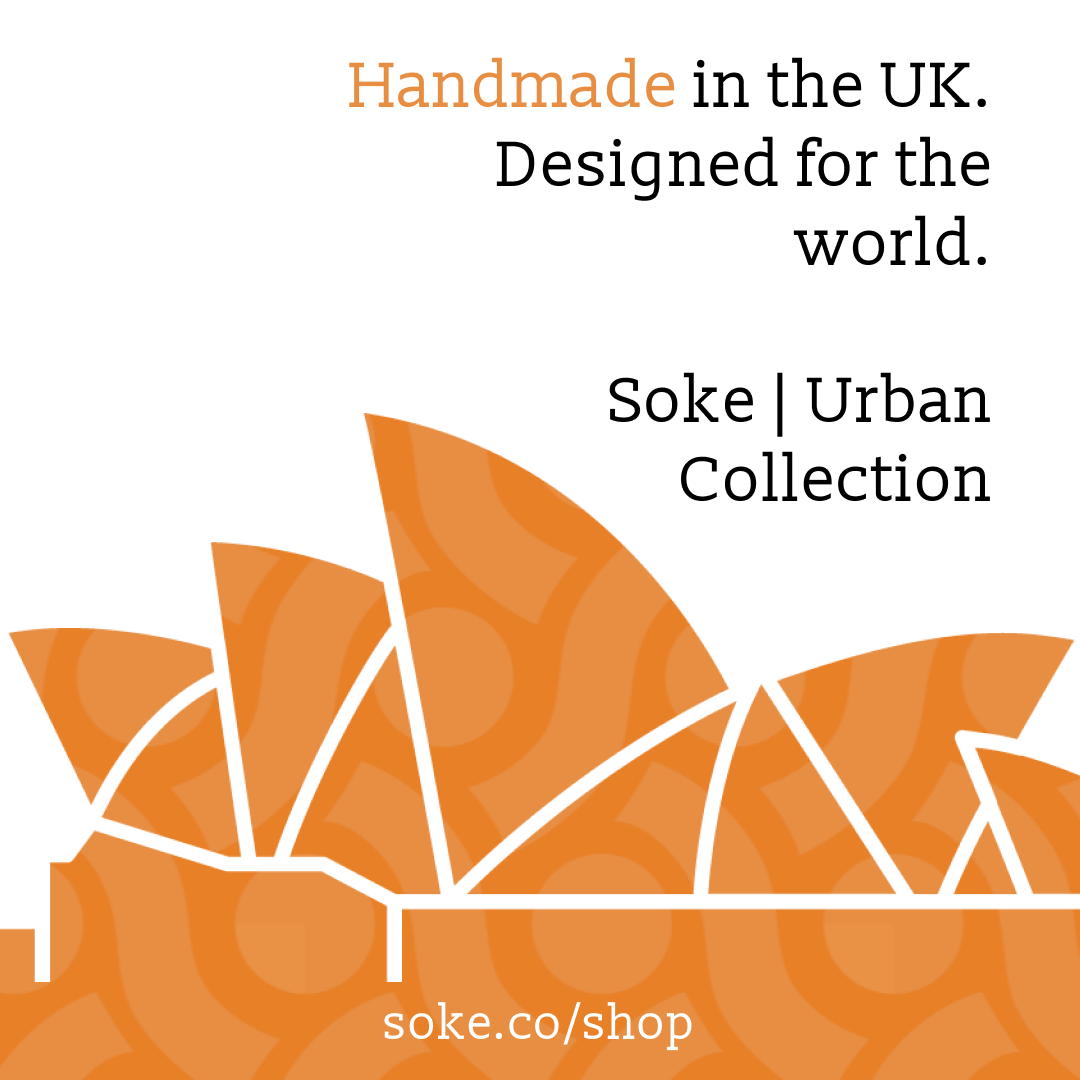 Handmade in the UK.
Designed for the
world.
Soke | Urban
Collection
soke.co/shop